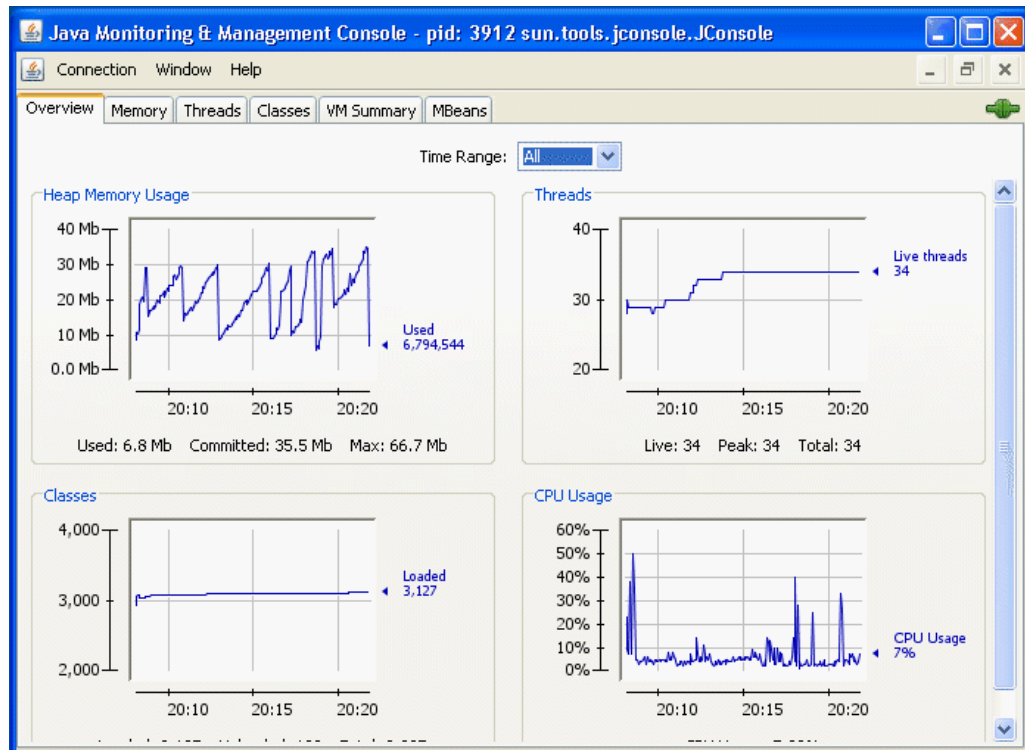 Java Monitoring & Management Console - pid: 3912 sun.tools.jconsole.JConsole
Connection Window Help
Overview Memory Threads Classes VM Summary MBeans
Time Range: All
Heap Memory Usage
40 Mb
30 Mb
20 Mb
10 Mb
0.0 Mb
Used
6,794,544
20:10 20:15 20:20
Used: 6.8 Mb Committed: 35.5 Mb Max: 66.7 Mb
Threads
40
30
20
Live threads
34
20:10 20:15 20:20
Live: 34 Peak: 34 Total: 34
Classes
4,000
3,000
2,000
Loaded
3,127
20:10 20:15 20:20
CPU Usage
60%
50%
40%
30%
20%
10%
0%
CPU Usage
7%
20:10 20:15 20:20